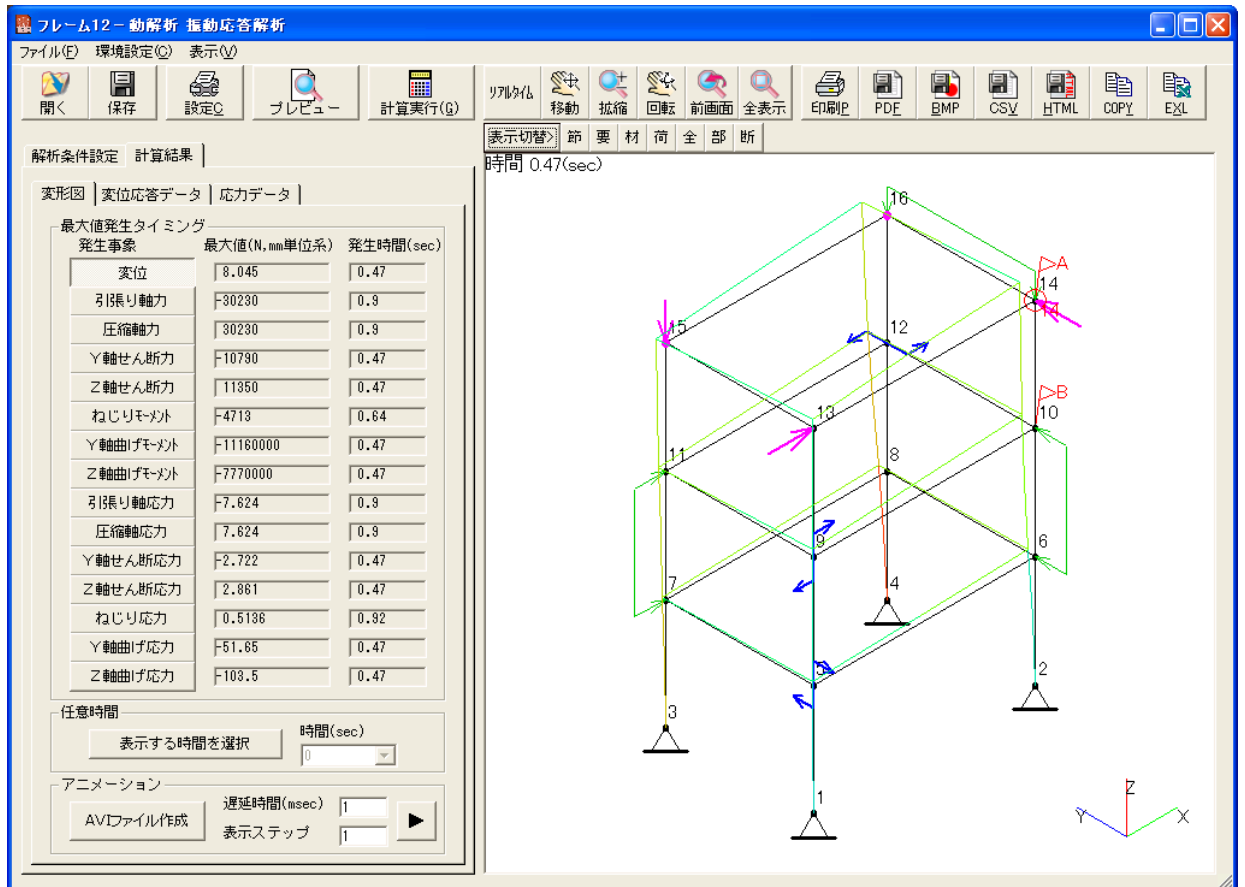 フレーム12－動解析 振動応答解析
ファイル(F) 環境設定(C) 表示(V)
開く 保存 設定C プレビュー 計算実行(G) リアルタイム 移動 拡縮 回転 前画面 全表示 印刷P PDF BMP CSV HTML COPY EXL
表示切替> 節 要 材 荷 全 部 断
解析条件設定 計算結果
変形図 変位応答データ 応力データ
最大値発生タイミング
発生事象 最大値(N,mm単位系) 発生時間(sec)
変位 8.045 0.47
引張り軸力 -30230 0.9
圧縮軸力 30230 0.9
Y軸せん断力 -10790 0.47
Z軸せん断力 11350 0.47
ねじりモーメント -4713 0.64
Y軸曲げモーメント -11160000 0.47
Z軸曲げモーメント -7770000 0.47
引張り軸応力 -7.624 0.9
圧縮軸応力 7.624 0.9
Y軸せん断応力 -2.722 0.47
Z軸せん断応力 2.861 0.47
ねじり応力 0.5136 0.92
Y軸曲げ応力 -51.65 0.47
Z軸曲げ応力 -103.5 0.47
任意時間
表示する時間を選択
時間(sec)
0
アニメーション
AVIファイル作成
遅延時間(msec) 1
表示ステップ 1
時間 0.47(sec)
16
A
14
15
12
13
B
10
11
8
9
6
7
4
5
2
3
1
Z
Y
X